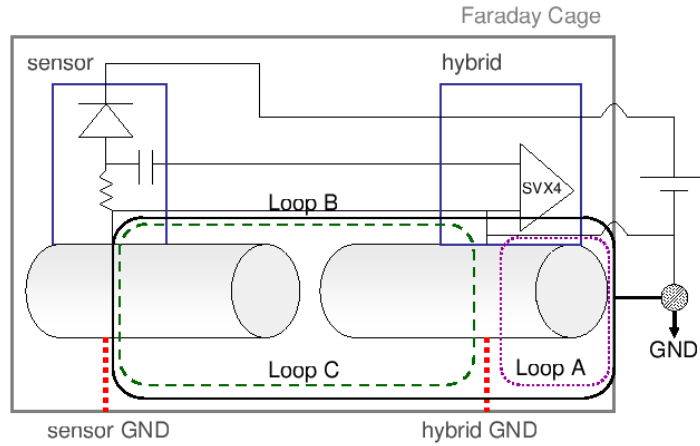 Faraday Cage
sensor
hybrid
SVX4
Loop B
Loop C
Loop A
GND
sensor GND
hybrid GND